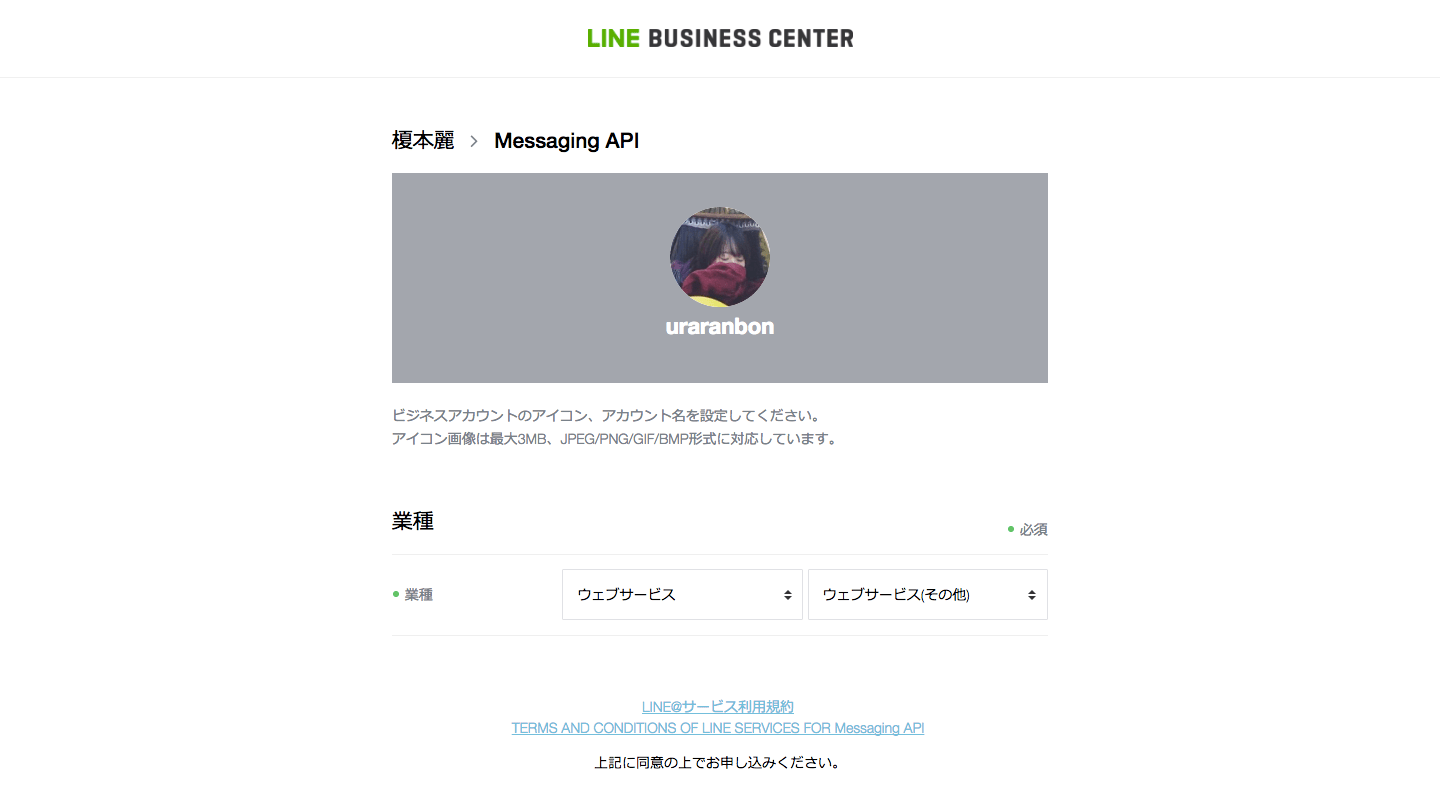 LINE BUSINESS CENTER
榎本麗 > Messaging API
uraranbon
ビジネスアカウントのアイコン、アカウント名を設定してください。
アイコン画像は最大3MB、JPEG/PNG/GIF/BMP形式に対応しています。
業種
必須
業種 ウェブサービス ウェブサービス(その他)
LINE@サービス利用規約
TERMS AND CONDITIONS OF LINE SERVICES FOR Messaging API
上記に同意の上でお申し込みください。